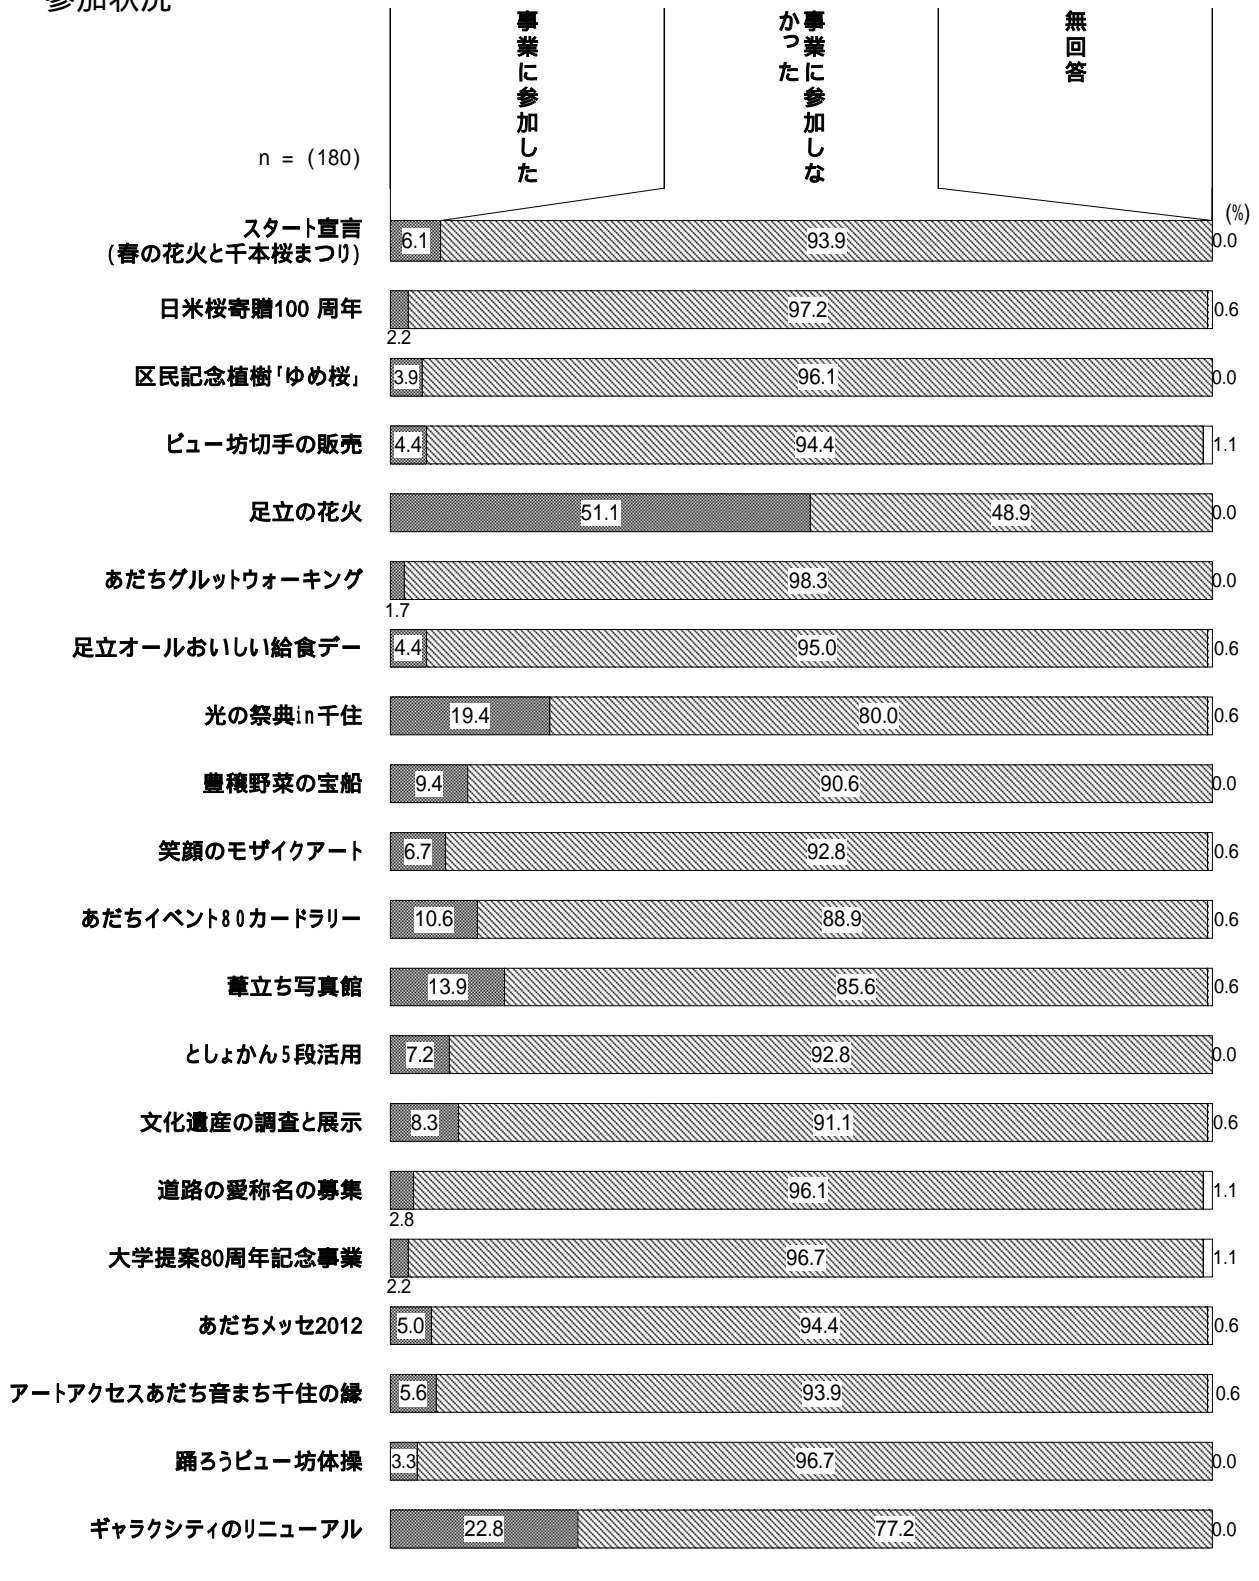 参加状況
事業に参加した
事業に参加しな
かった
無回答
n = (180)
(%)
スタート宣言
(春の花火と千本桜まつり)
6.1 93.9 0.0
日米桜寄贈100 周年
97.2 0.6
2.2
区民記念植樹｢ゆめ桜｣
3.9 96.1 0.0
ビュー坊切手の販売
4.4 94.4 1.1
足立の花火
51.1 48.9 0.0
あだちグルットウォーキング
98.3 0.0
1.7
足立オールおいしい給食デー
4.4 95.0 0.6
光の祭典in千住
19.4 80.0 0.6
豊穣野菜の宝船
9.4 90.6 0.0
笑顔のモザイクアート
6.7 92.8 0.6
あだちイベント80カードラリー
10.6 88.9 0.6
葦立ち写真館
13.9 85.6 0.6
としょかん5段活用
7.2 92.8 0.0
文化遺産の調査と展示
8.3 91.1 0.6
道路の愛称名の募集
96.1 1.1
2.8
大学提案80周年記念事業
96.7 1.1
2.2
あだちメッセ2012
5.0 94.4 0.6
アートアクセスあだち音まち千住の縁
5.6 93.9 0.6
踊ろうビュー坊体操
3.3 96.7 0.0
ギャラクシティのリニューアル
22.8 77.2 0.0